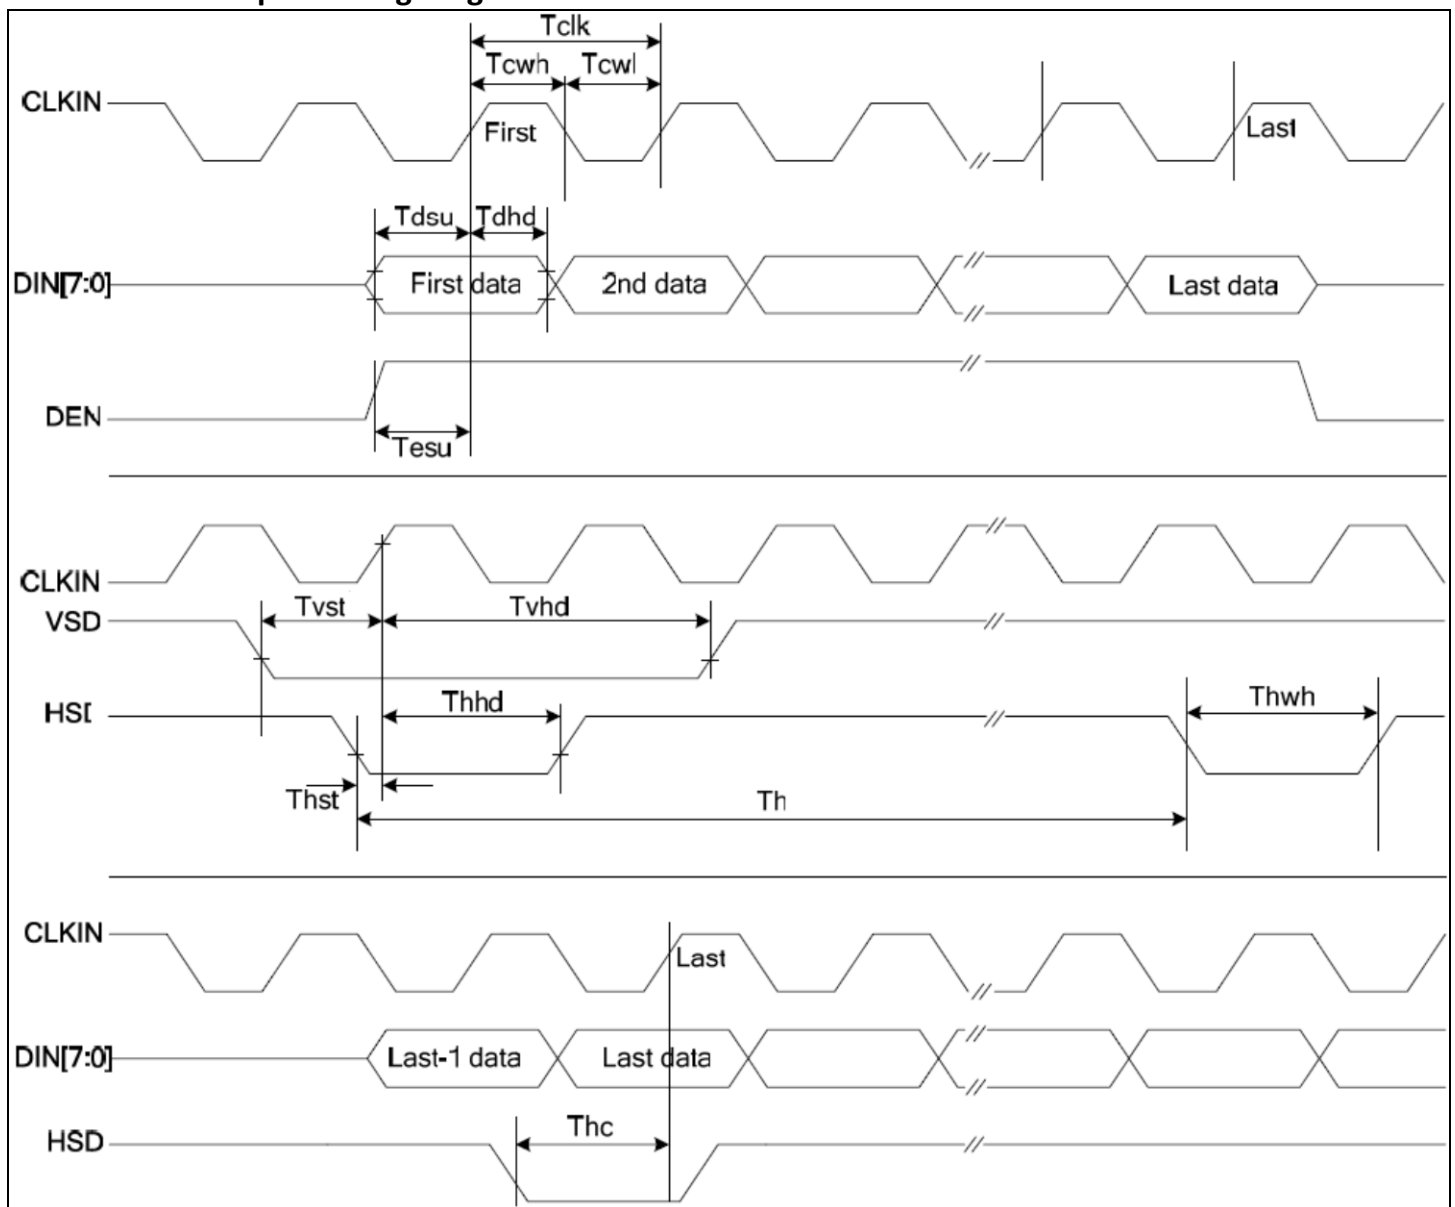 Tclk
Tcwh Tcwl
CLKIN
First
Last
Tdsu Tdhd
DIN[7:0]
First data
2nd data
Last data
DEN
Tesu
CLKIN
Tvst
Tvhd
VSD
Thhd
Thwh
HSD
Thst
Th
CLKIN
Last
DIN[7:0]
Last-1 data
Last data
Thc
HSD